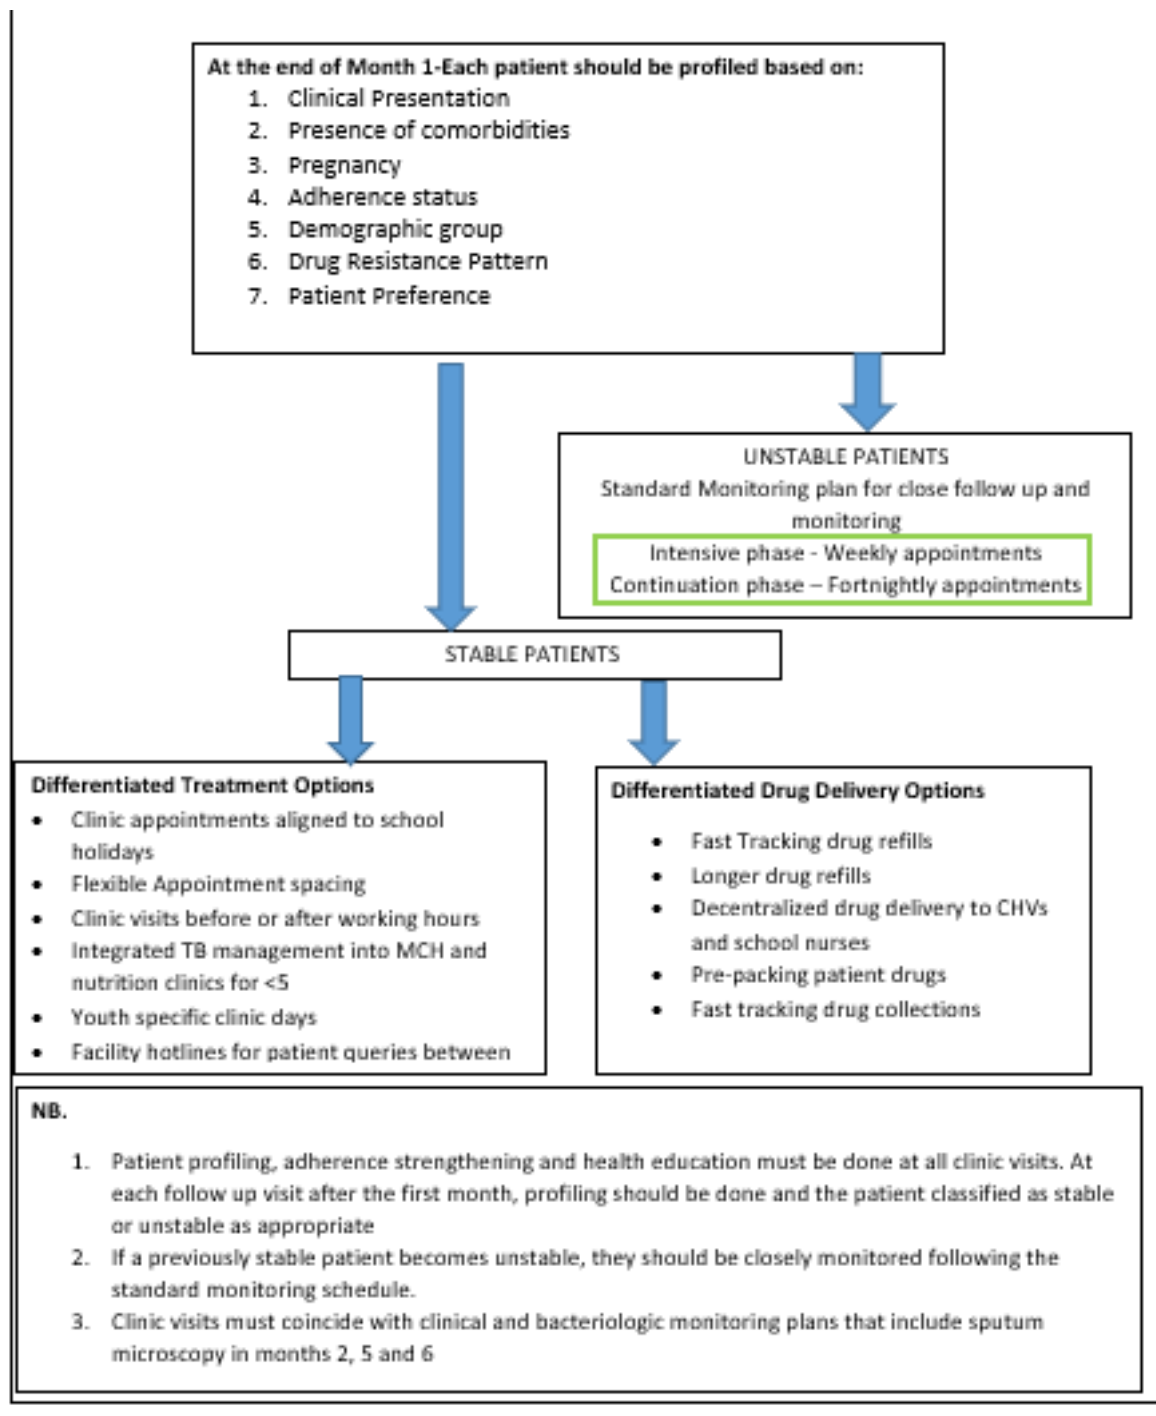 At the end of Month 1-Each patient should be profiled based on:
1. Clinical Presentation
2. Presence of comorbidities
3. Pregnancy
4. Adherence status
5. Demographic group
6. Drug Resistance Pattern
7. Patient Preference
UNSTABLE PATIENTS
Standard Monitoring plan for close follow up and
monitoring
Intensive phase - Weekly appointments
Continuation phase – Fortnightly appointments
STABLE PATIENTS
Differentiated Treatment Options
• Clinic appointments aligned to school
holidays
• Flexible Appointment spacing
• Clinic visits before or after working hours
• Integrated TB management into MCH and
nutrition clinics for <5
• Youth specific clinic days
• Facility hotlines for patient queries between
Differentiated Drug Delivery Options
• Fast Tracking drug refills
• Longer drug refills
• Decentralized drug delivery to CHVs
and school nurses
• Pre-packing patient drugs
• Fast tracking drug collections
NB.
1. Patient profiling, adherence strengthening and health education must be done at all clinic visits. At
each follow up visit after the first month, profiling should be done and the patient classified as stable
or unstable as appropriate
2. If a previously stable patient becomes unstable, they should be closely monitored following the
standard monitoring schedule.
3. Clinic visits must coincide with clinical and bacteriologic monitoring plans that include sputum
microscopy in months 2, 5 and 6